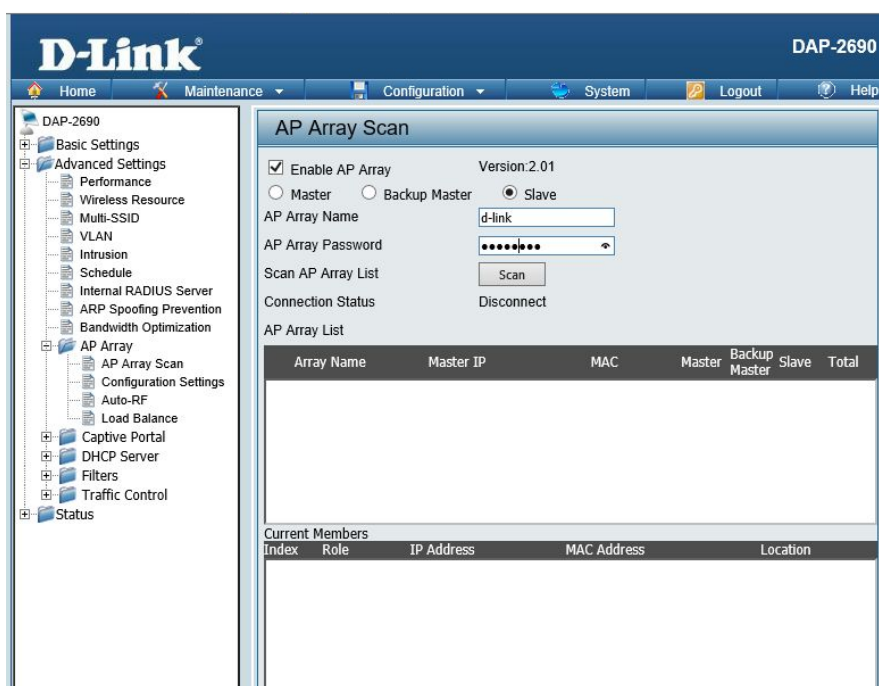 D-Link®
DAP-2690
Home Maintenance Configuration System Logout Help
DAP-2690
Basic Settings
Advanced Settings
Performance
Wireless Resource
Multi-SSID
VLAN
Intrusion
Schedule
Internal RADIUS Server
ARP Spoofing Prevention
Bandwidth Optimization
AP Array
AP Array Scan
Configuration Settings
Auto-RF
Load Balance
Captive Portal
DHCP Server
Filters
Traffic Control
Status
AP Array Scan
Enable AP Array Version:2.01
Master Backup Master Slave
AP Array Name d-link
AP Array Password ••••••••
Scan AP Array List Scan
Connection Status Disconnect
AP Array List
Array Name Master IP MAC Master Backup Master Slave Total
Current Members
Index Role IP Address MAC Address Location